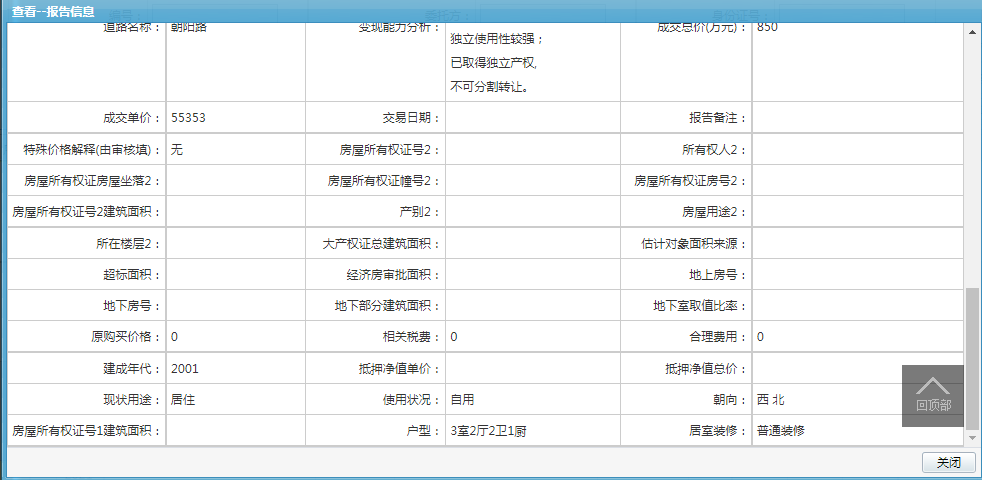 查看--报告信息
道路名称： 朝阳路 变现能力分析： 成交总价(万元)： 850
独立使用性较强；
已取得独立产权,
不可分割转让。
成交单价： 55353 交易日期： 报告备注：
特殊价格解释(由审核填)： 无 房屋所有权证号2： 所有权人2：
房屋所有权证房屋坐落2： 房屋所有权证幢号2： 房屋所有权证房号2：
房屋所有权证号2建筑面积： 产别2： 房屋用途2：
所在楼层2： 大产权证总建筑面积： 估计对象面积来源：
超标面积： 经济房审批面积： 地上房号：
地下房号： 地下部分建筑面积： 地下室取值比率：
原购买价格： 0 相关税费： 0 合理费用： 0
建成年代： 2001 抵押净值单价： 抵押净值总价：
现状用途： 居住 使用状况： 自用 朝向： 西 北
回顶部
房屋所有权证号1建筑面积： 户型： 3室2厅2卫1厨 居室装修： 普通装修
关闭